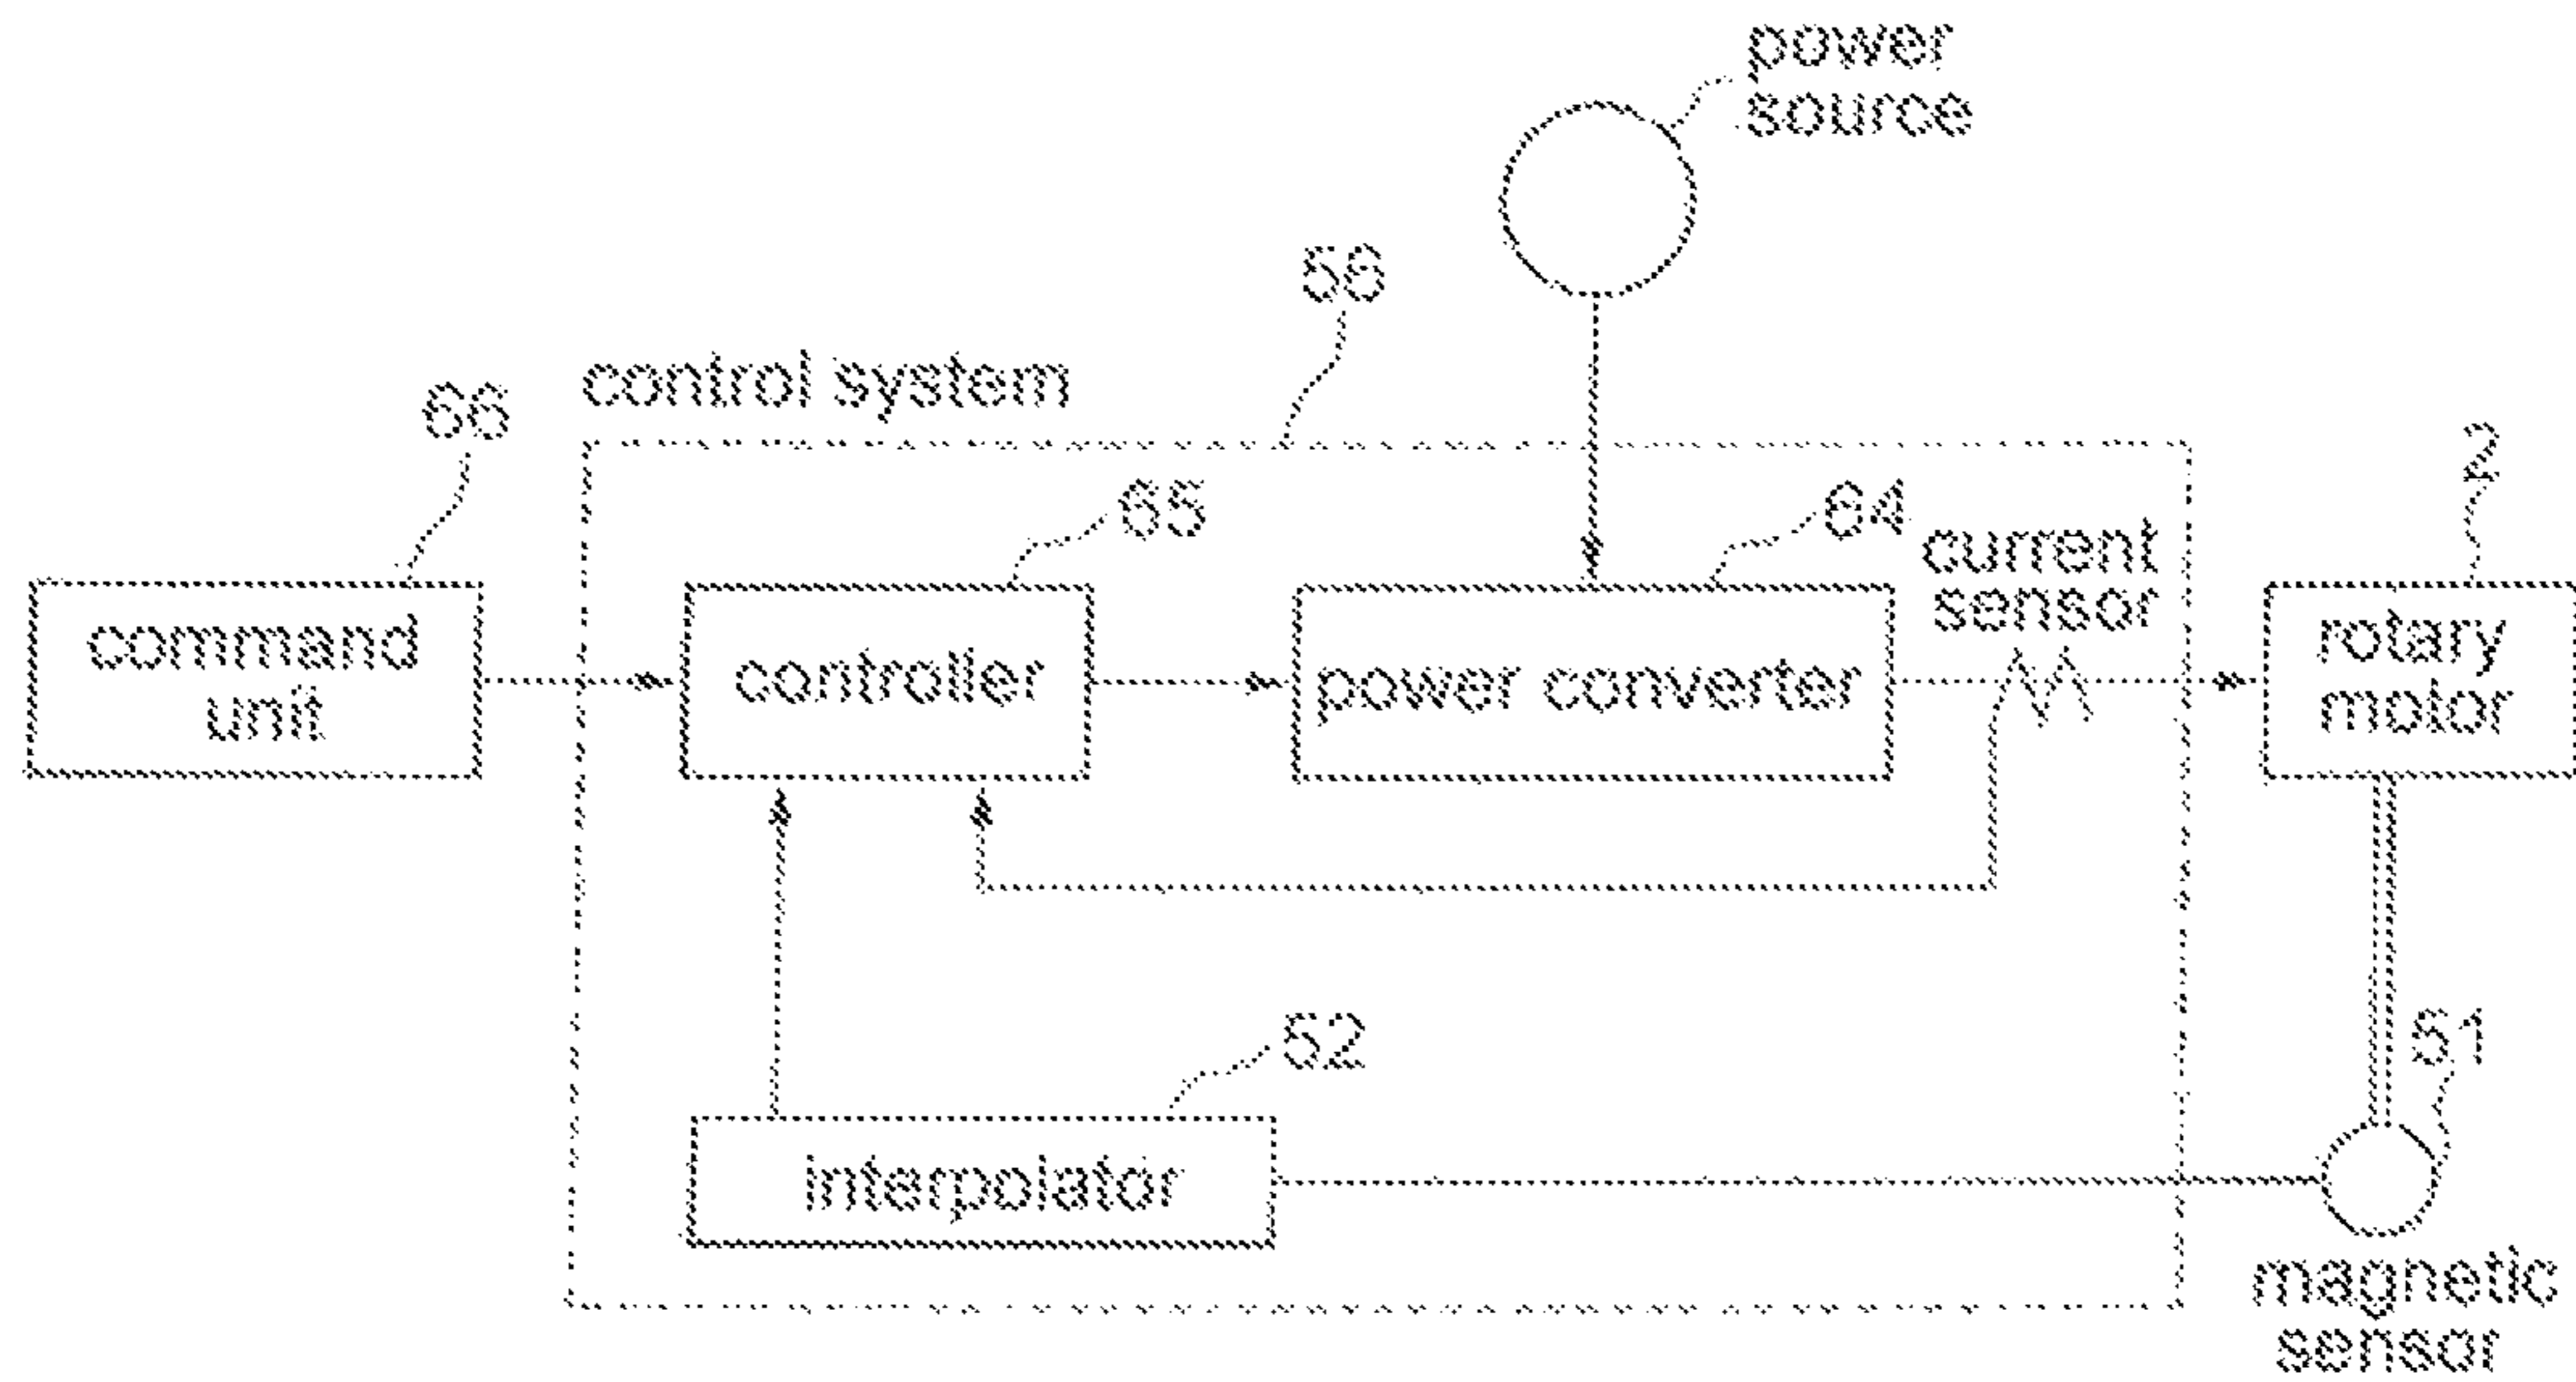 power
source
56
control system
66
2
65
64
current
sensor
command
unit
controller
power converter
rotary
motor
52
51
interpolator
magnetic
sensor